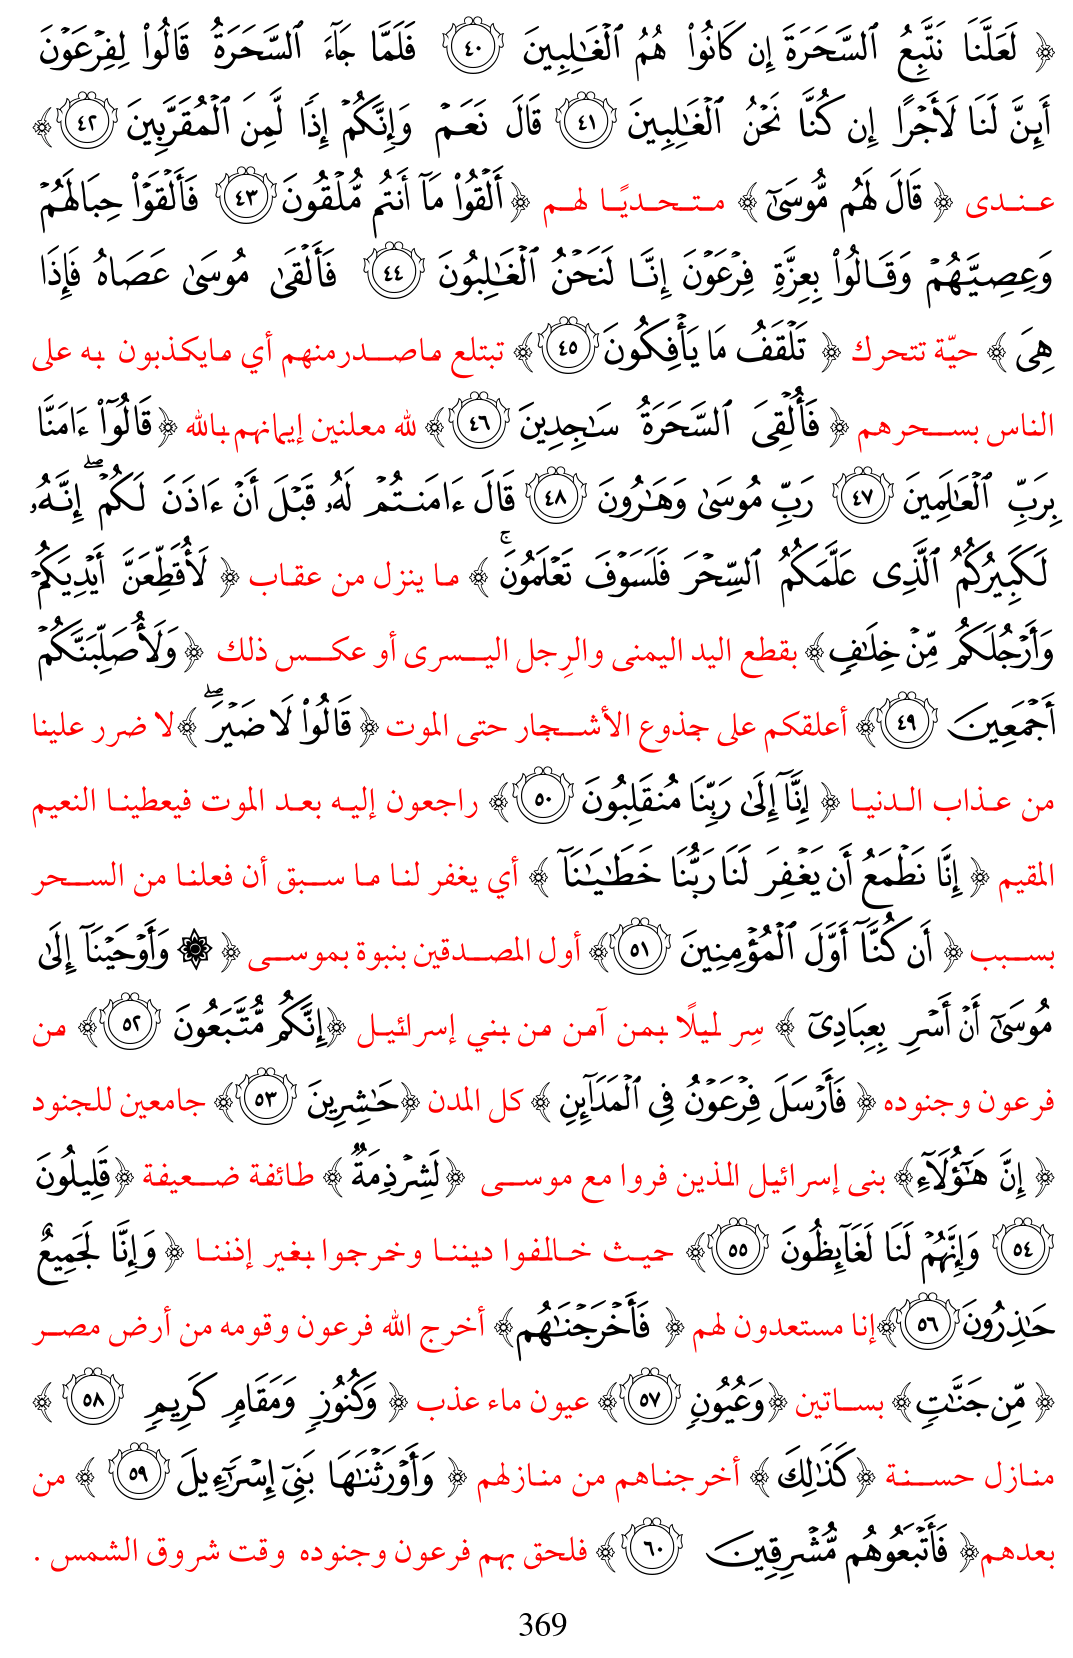 ﴿ لَعَلَّنَا نَتَّبِعُ ٱلسَّحَرَةَ إِن كَانُوا۟ هُمُ ٱلْغَـٰلِبِينَ ٤٠ فَلَمَّا جَآءَ ٱلسَّحَرَةُ قَالُوا۟ لِفِرْعَوْنَ
أَئِنَّ لَنَا لَأَجْرًا إِن كُنَّا نَحْنُ ٱلْغَـٰلِبِينَ ٤١ قَالَ نَعَمْ وَإِنَّكُمْ إِذًا لَّمِنَ ٱلْمُقَرَّبِينَ ٤٢ ﴾
عندى ﴿ قَالَ لَهُم مُّوسَىٰٓ ﴾ متحديًا لهم ﴿ أَلْقُوا۟ مَآ أَنتُم مُّلْقُونَ ٤٣ فَأَلْقَوْا۟ حِبَالَهُمْ
وَعِصِيَّهُمْ وَقَالُوا۟ بِعِزَّةِ فِرْعَوْنَ إِنَّا لَنَحْنُ ٱلْغَـٰلِبُونَ ٤٤ فَأَلْقَىٰ مُوسَىٰ عَصَاهُ فَإِذَا
هِىَ ﴾ حيّة تتحرك ﴿ تَلْقَفُ مَا يَأْفِكُونَ ٤٥ ﴾ تبتلع ماصدرمنهم أي مايكذبون به على
الناس بسحرهم ﴿ فَأُلْقِىَ ٱلسَّحَرَةُ سَـٰجِدِينَ ٤٦ ﴾ لله معلنين إيمانهم بالله ﴿ قَالُوٓا۟ ءَامَنَّا
بِرَبِّ ٱلْعَـٰلَمِينَ ٤٧ رَبِّ مُوسَىٰ وَهَـٰرُونَ ٤٨ قَالَ ءَامَنتُمْ لَهُۥ قَبْلَ أَنْ ءَاذَنَ لَكُمْ ۖ إِنَّهُۥ
لَكَبِيرُكُمُ ٱلَّذِى عَلَّمَكُمُ ٱلسِّحْرَ فَلَسَوْفَ تَعْلَمُونَ ۚ ﴾ ما ينزل من عقاب ﴿ لَأُقَطِّعَنَّ أَيْدِيَكُمْ
وَأَرْجُلَكُم مِّنْ خِلَـٰفٍ ﴾ بقطع اليد اليمنى والرِجل اليسرى أو عكس ذلك ﴿ وَلَأُصَلِّبَنَّكُمْ
أَجْمَعِينَ ٤٩ ﴾ أعلقكم على جذوع الأشجار حتى الموت ﴿ قَالُوا۟ لَا ضَيْرَ ۖ ﴾ لا ضرر علينا
من عذاب الدنيا ﴿ إِنَّآ إِلَىٰ رَبِّنَا مُنقَلِبُونَ ٥٠ ﴾ راجعون إليه بعد الموت فيعطينا النعيم
المقيم ﴿ إِنَّا نَطْمَعُ أَن يَغْفِرَ لَنَا رَبُّنَا خَطَـٰيَـٰنَآ ﴾ أي يغفر لنا ما سبق أن فعلنا من السحر
بسبب ﴿ أَن كُنَّآ أَوَّلَ ٱلْمُؤْمِنِينَ ٥١ ﴾ أول المصدقين بنبوة بموسى ﴿ ۞ وَأَوْحَيْنَآ إِلَىٰ
مُوسَىٰٓ أَنْ أَسْرِ بِعِبَادِىٓ ﴾ سِر لميلًا بمن آمن من بني إسرائيل ﴿ إِنَّكُم مُّتَّبَعُونَ ٥٢ ﴾ من
فرعون وجنوده ﴿ فَأَرْسَلَ فِرْعَوْنُ فِى ٱلْمَدَآئِنِ ﴾ كل المدن ﴿ حَـٰشِرِينَ ٥٣ ﴾ جامعين للجنود
﴿ إِنَّ هَـٰٓؤُلَآءِ ﴾ بنى إسرائيل الذين فروا مع موسى ﴿ لَشِرْذِمَةٌ ﴾ طائفة ضعيفة ﴿ قَلِيلُونَ
٥٤ وَإِنَّهُمْ لَنَا لَغَآئِظُونَ ٥٥ ﴾ حيث خالفوا ديننا وخرجوا بغير إذننا ﴿ وَإِنَّا لَجَمِيعٌ
حَـٰذِرُونَ ٥٦ ﴾ إنا مستعدون لهم ﴿ فَأَخْرَجْنَـٰهُم ﴾ أخرج الله فرعون وقومه من أرض مصر
﴿ مِّن جَنَّـٰتٍ ﴾ بساتين ﴿ وَعُيُونٍ ٥٧ ﴾ عيون ماء عذب ﴿ وَكُنُوزٍ وَمَقَامٍ كَرِيمٍ ٥٨ ﴾
منازل حسنة ﴿ كَذَٰلِكَ ﴾ أخرجناهم من منازلهم ﴿ وَأَوْرَثْنَـٰهَا بَنِىٓ إِسْرَٰٓءِيلَ ٥٩ ﴾ من
بعدهم ﴿ فَأَتْبَعُوهُم مُّشْرِقِينَ ٦٠ ﴾ فلحق بهم فرعون وجنوده وقت شروق الشمس .
369